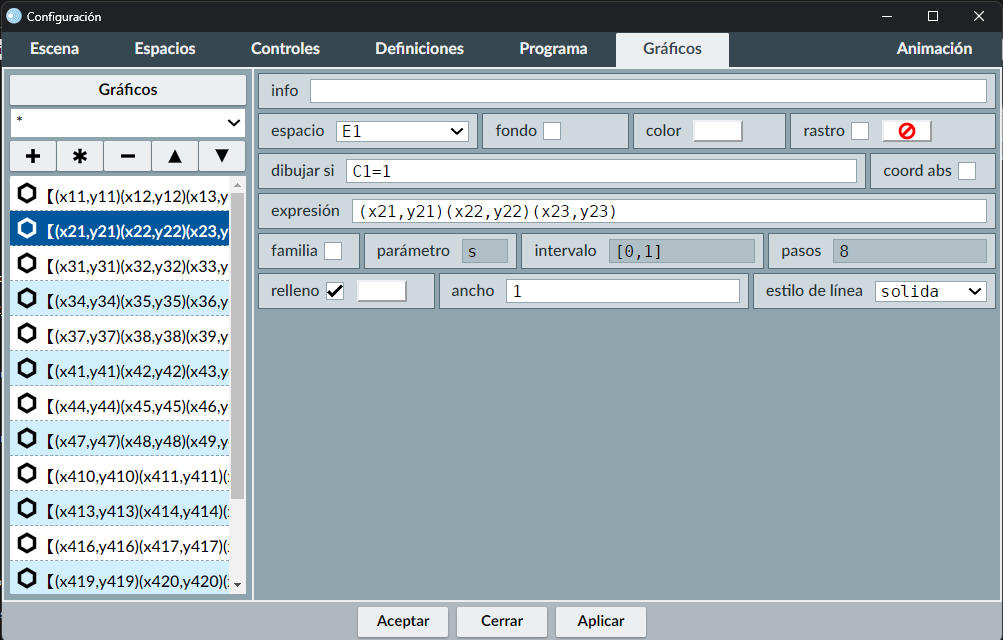 Configuración
Escena Espacios Controles Definiciones Programa Gráficos Animación
Gráficos
*
+ * − ▲ ▼
【(x11,y11)(x12,y12)(x13,y
【(x21,y21)(x22,y22)(x23,y
【(x31,y31)(x32,y32)(x33,y
【(x34,y34)(x35,y35)(x36,y
【(x37,y37)(x38,y38)(x39,y
【(x41,y41)(x42,y42)(x43,y
【(x44,y44)(x45,y45)(x46,y
【(x47,y47)(x48,y48)(x49,y
【(x410,y410)(x411,y411)(
【(x413,y413)(x414,y414)(
【(x416,y416)(x417,y417)(
【(x419,y419)(x420,y420)(
info
espacio E1 fondo color rastro
dibujar si C1=1 coord abs
expresión (x21,y21)(x22,y22)(x23,y23)
familia parámetro s intervalo [0,1] pasos 8
relleno ancho 1 estilo de línea solida
Aceptar Cerrar Aplicar